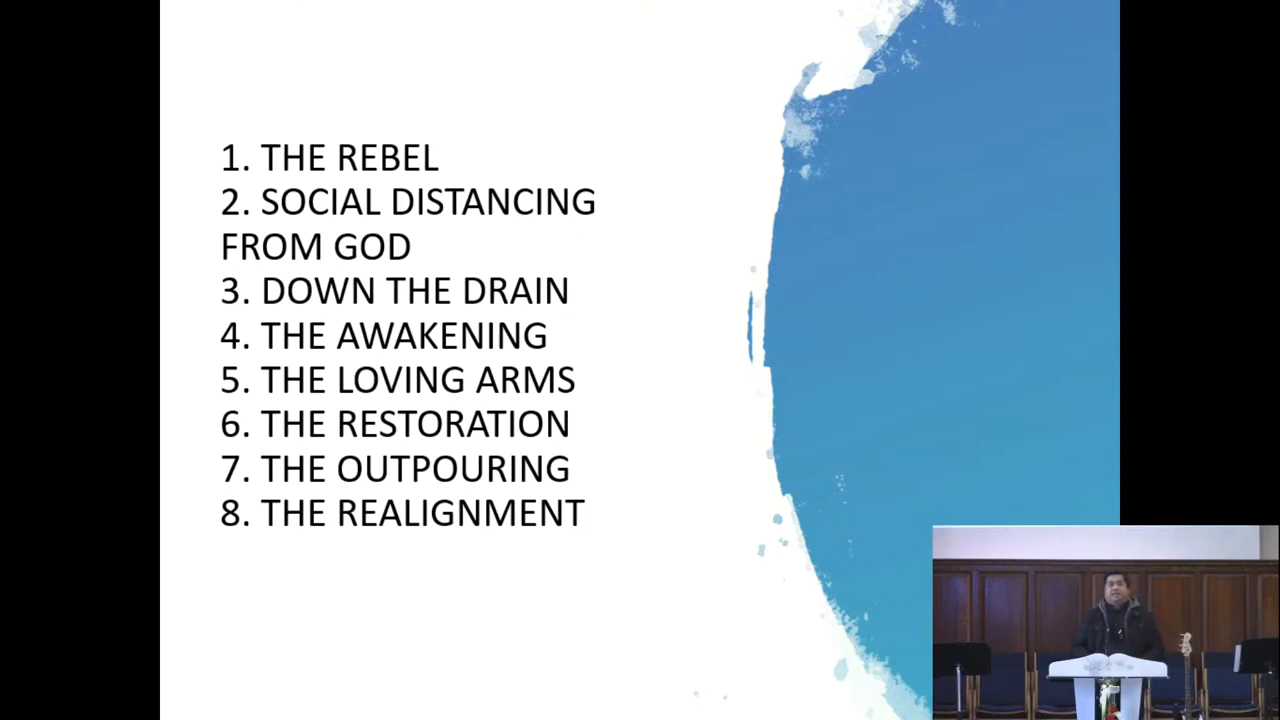 1. THE REBEL
2. SOCIAL DISTANCING
FROM GOD
3. DOWN THE DRAIN
4. THE AWAKENING
5. THE LOVING ARMS
6. THE RESTORATION
7. THE OUTPOURING
8. THE REALIGNMENT